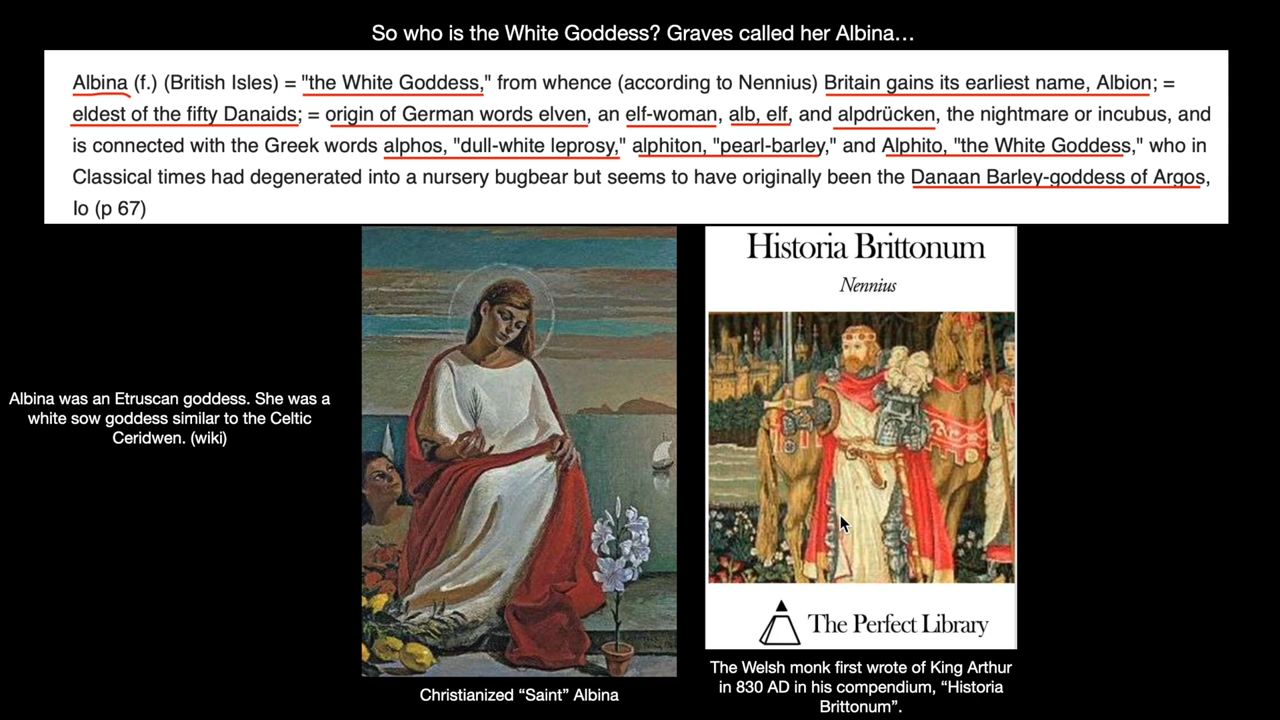 So who is the White Goddess? Graves called her Albina…
Albina (f.) (British Isles) = "the White Goddess," from whence (according to Nennius) Britain gains its earliest name, Albion; =
eldest of the fifty Danaids; = origin of German words elven, an elf-woman, alb, elf, and alpdrücken, the nightmare or incubus, and
is connected with the Greek words alphos, "dull-white leprosy," alphiton, "pearl-barley," and Alphito, "the White Goddess," who in
Classical times had degenerated into a nursery bugbear but seems to have originally been the Danaan Barley-goddess of Argos,
Io (p 67)
Albina was an Etruscan goddess. She was a
white sow goddess similar to the Celtic
Ceridwen. (wiki)
Christianized “Saint” Albina
Historia Brittonum
Nennius
The Perfect Library
The Welsh monk first wrote of King Arthur
in 830 AD in his compendium, “Historia
Brittonum”.